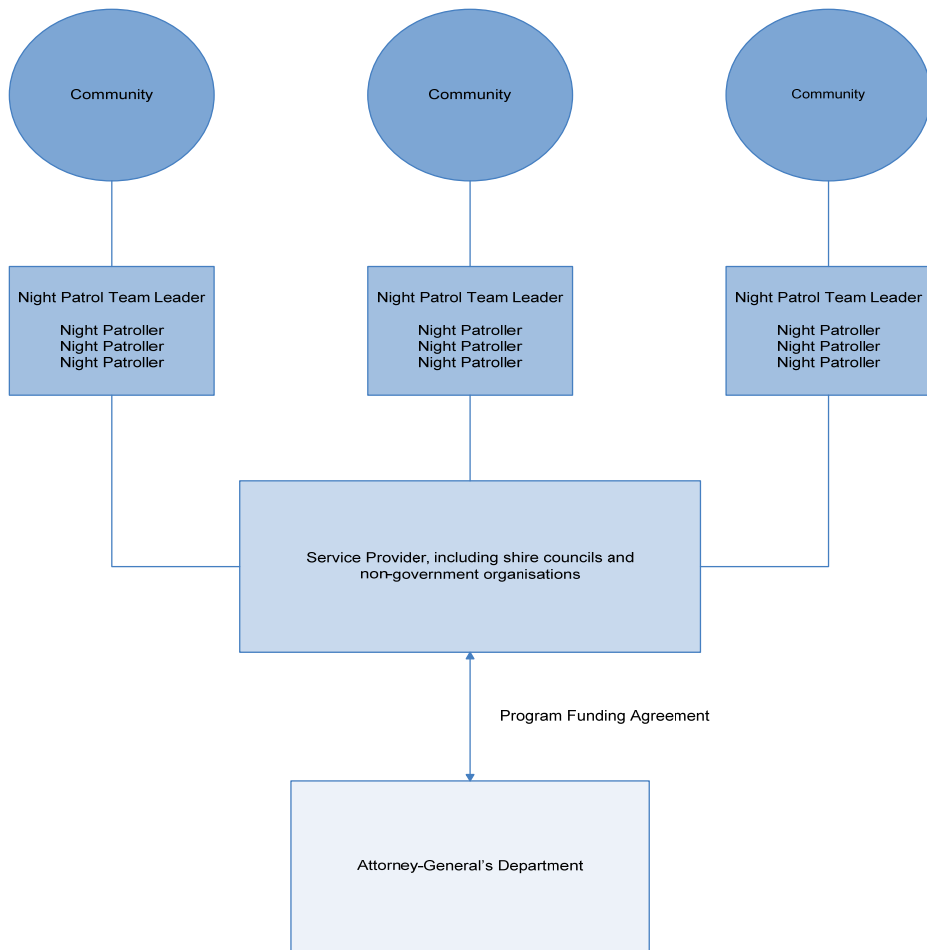 Community
Community
Community
Night Patrol Team Leader
Night Patroller
Night Patroller
Night Patroller
Night Patrol Team Leader
Night Patroller
Night Patroller
Night Patroller
Night Patrol Team Leader
Night Patroller
Night Patroller
Night Patroller
Service Provider, including shire councils and
non-government organisations
Program Funding Agreement
Attorney-General's Department